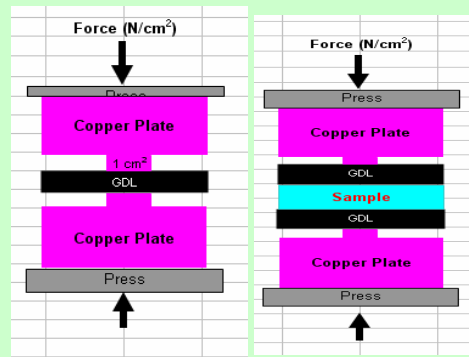 Force (N/cm²)
Press
Copper Plate
1 cm²
GDL
Copper Plate
Press
Force (N/cm²)
Press
Copper Plate
GDL
Sample
GDL
Copper Plate
Press